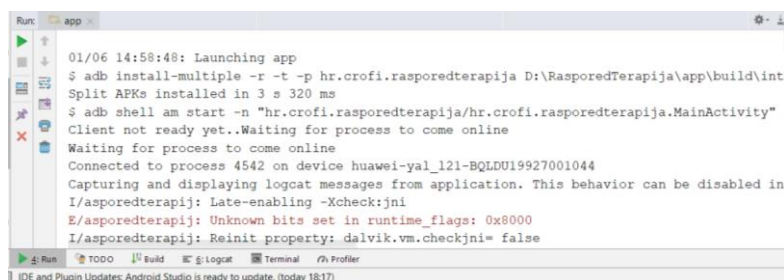 Run: app
01/06 14:58:48: Launching app
$ adb install-multiple -r -t -p hr.crofi.rasporedterapija D:\RasporedTerapija\app\build\int
Split APKs installed in 3 s 320 ms
$ adb shell am start -n "hr.crofi.rasporedterapija/hr.crofi.rasporedterapija.MainActivity"
Client not ready yet..Waiting for process to come online
Waiting for process to come online
Connected to process 4542 on device huawei-yal_l21-BQLDU19927001044
Capturing and displaying logcat messages from application. This behavior can be disabled in
I/asporedterapij: Late-enabling -Xcheck:jni
E/asporedterapij: Unknown bits set in runtime_flags: 0x8000
I/asporedterapij: Reinit property: dalvik.vm.checkjni= false
4: Run TODO Build 6: Logcat Terminal Profiler
IDE and Plugin Updates: Android Studio is ready to update. (today 18:17)